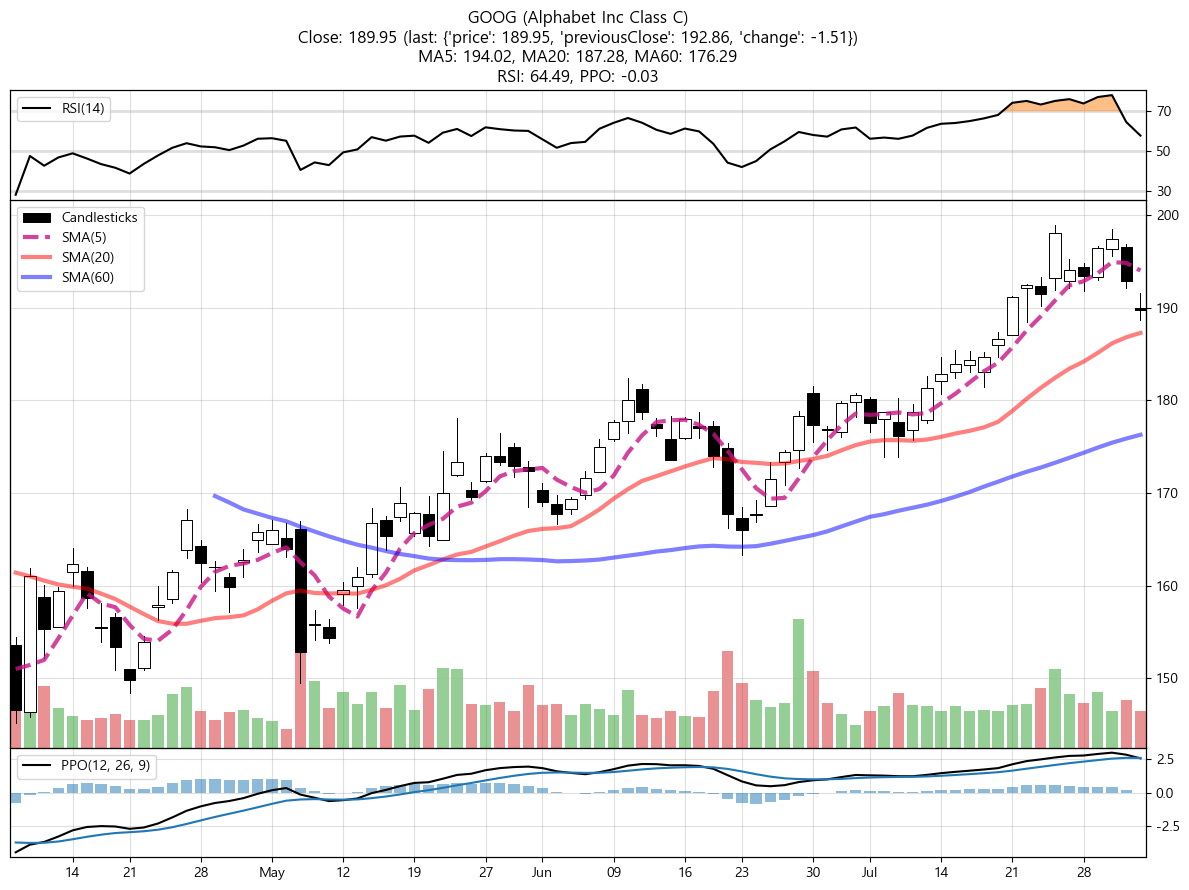 GOOG (Alphabet Inc Class C)
Close: 189.95 (last: {'price': 189.95, 'previousClose': 192.86, 'change': -1.51})
MA5: 194.02, MA20: 187.28, MA60: 176.29
RSI: 64.49, PPO: -0.03
RSI(14)
70
50
30
Candlesticks
SMA(5)
SMA(20)
SMA(60)
200
190
180
170
160
150
PPO(12, 26, 9)
2.5
0.0
-2.5
14 21 28 May 12 19 27 Jun 09 16 23 30 Jul 14 21 28